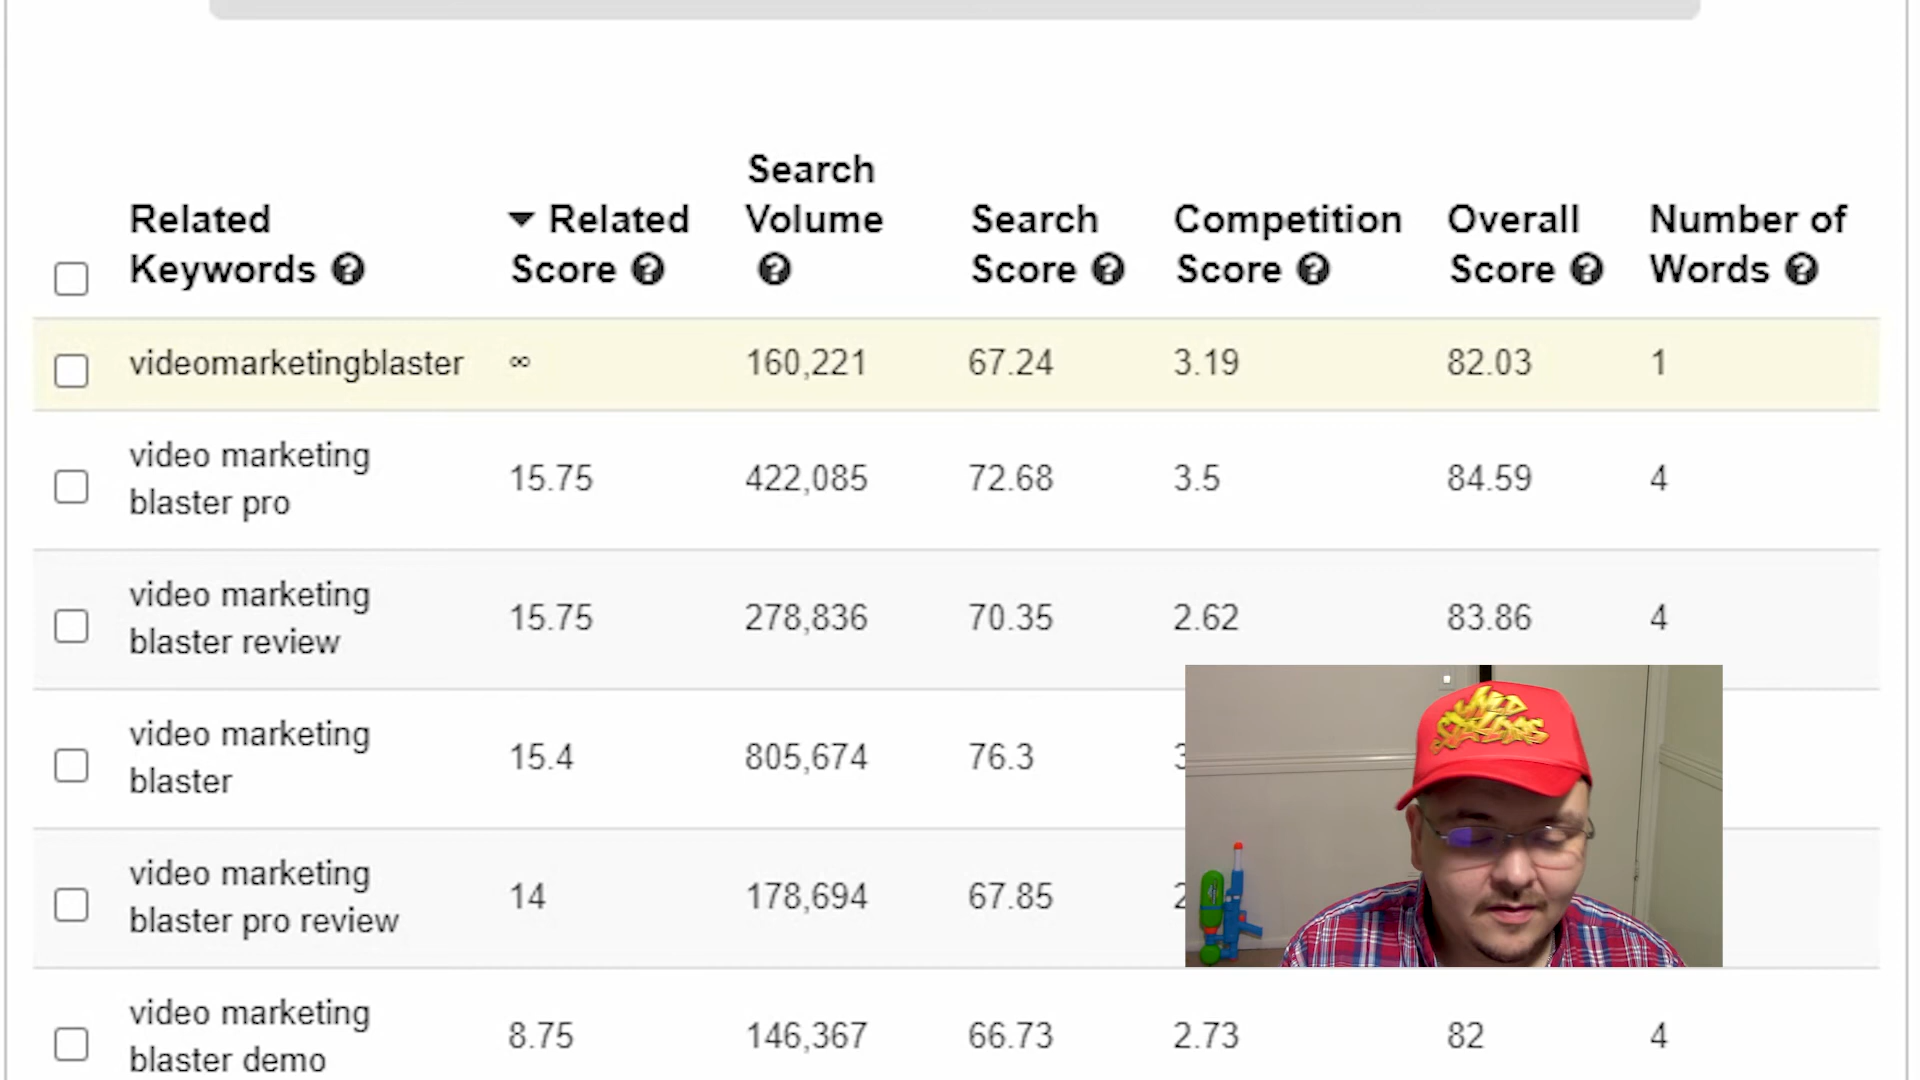 Related Keywords
Related Score
Search Volume
Search Score
Competition Score
Overall Score
Number of Words
videomarketingblaster ∞ 160,221 67.24 3.19 82.03 1
video marketing
blaster pro
15.75 422,085 72.68 3.5 84.59 4
video marketing
blaster review
15.75 278,836 70.35 2.62 83.86 4
video marketing
blaster
15.4 805,674 76.3
video marketing
blaster pro review
14 178,694 67.85
video marketing
blaster demo
8.75 146,367 66.73 2.73 82 4